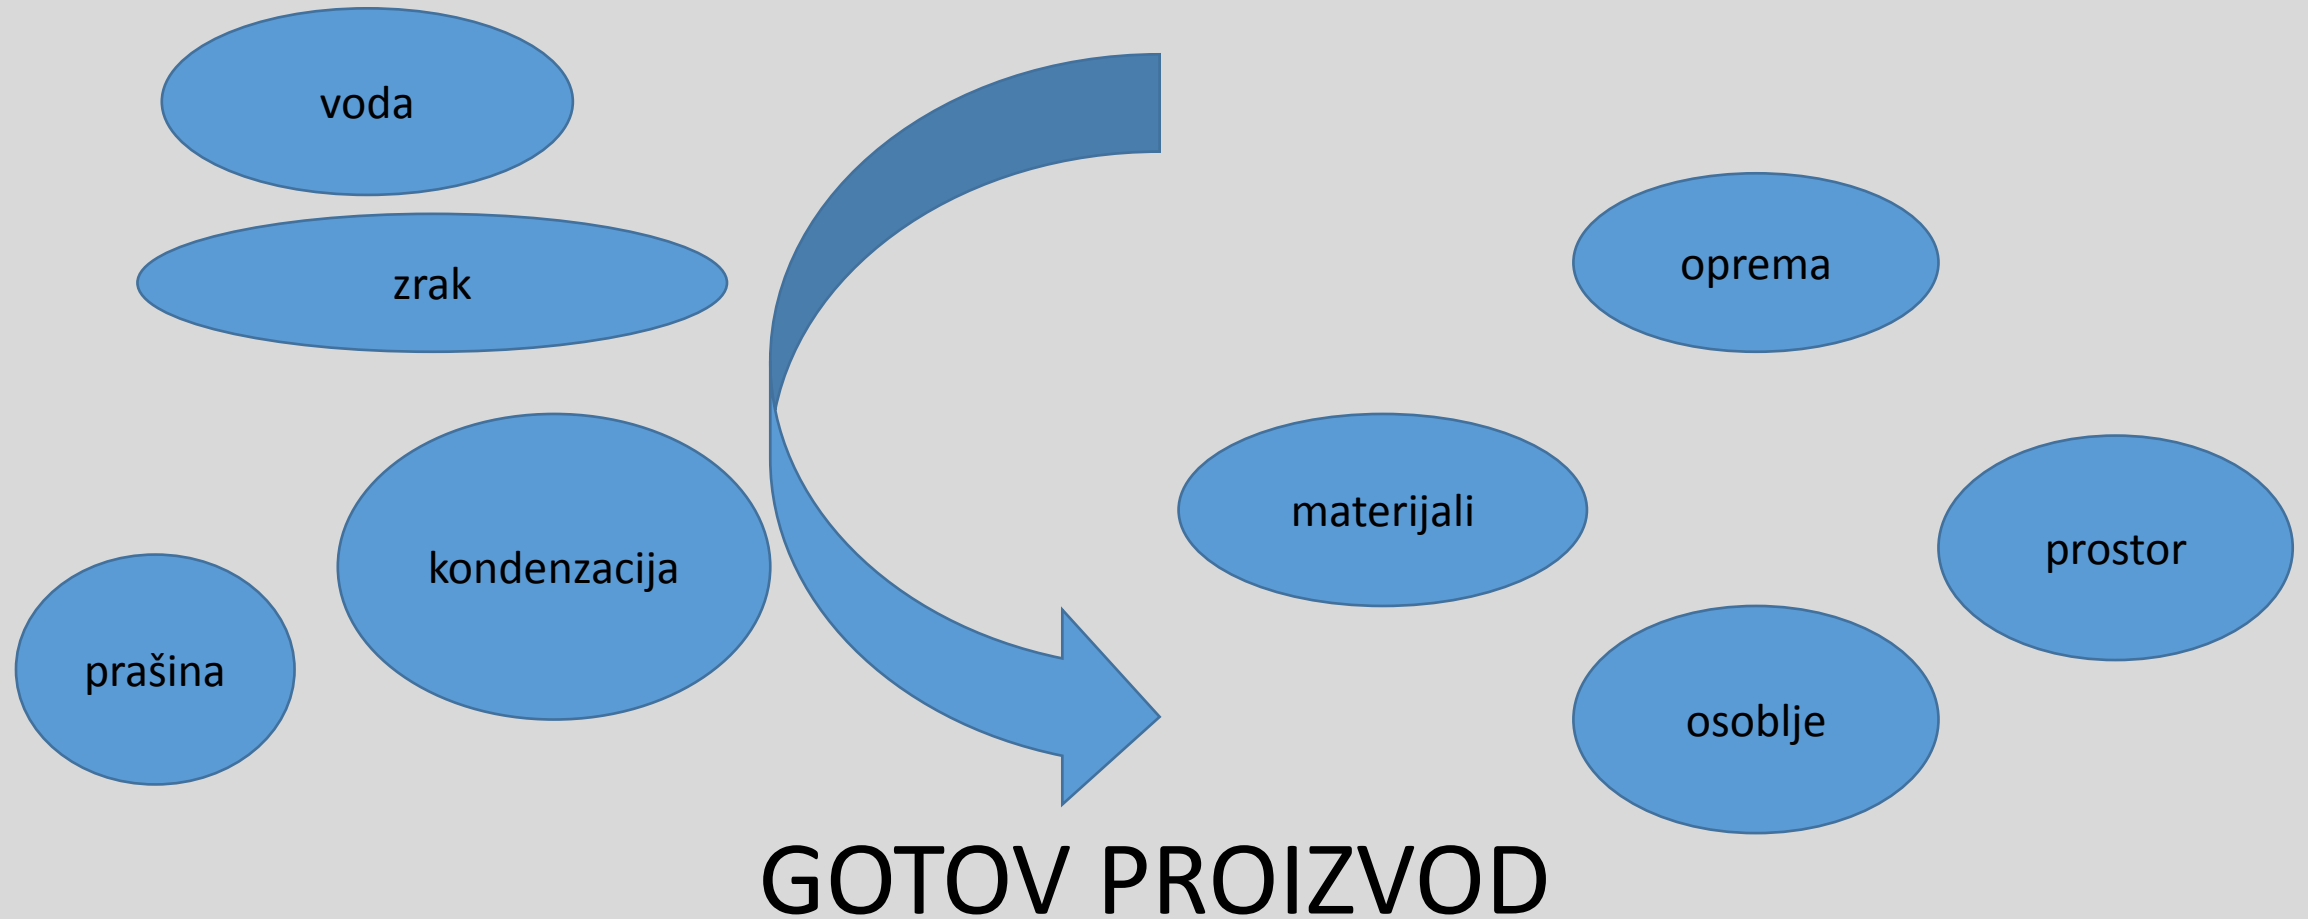 voda
zrak
kondenzacija
prašina
oprema
materijali
prostor
osoblje
GOTOV PROIZVOD